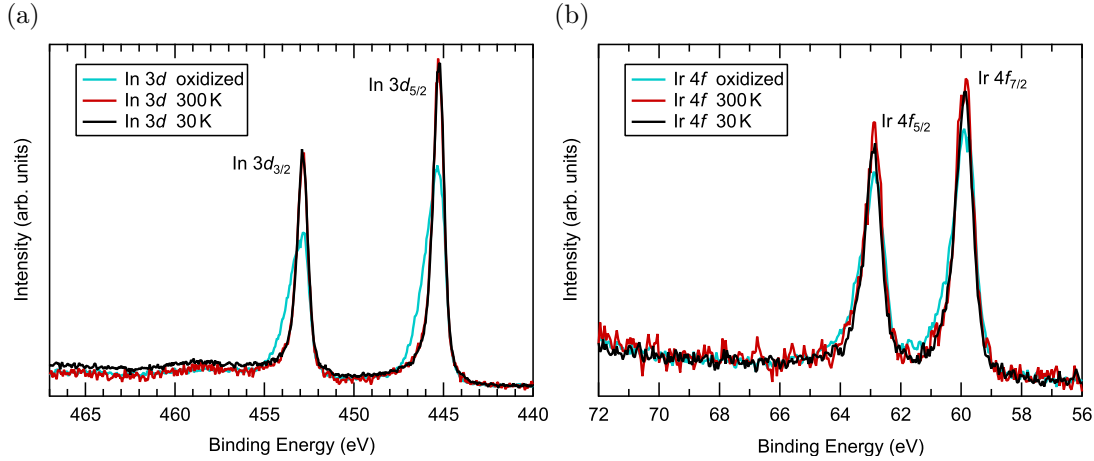 (a)
In 3d oxidized
In 3d 300 K
In 3d 30 K
In 3d5/2
In 3d3/2
Intensity (arb. units)
465 460 455 450 445 440
Binding Energy (eV)
(b)
Ir 4f oxidized
Ir 4f 300 K
Ir 4f 30 K
Ir 4f7/2
Ir 4f5/2
Intensity (arb. units)
72 70 68 66 64 62 60 58 56
Binding Energy (eV)